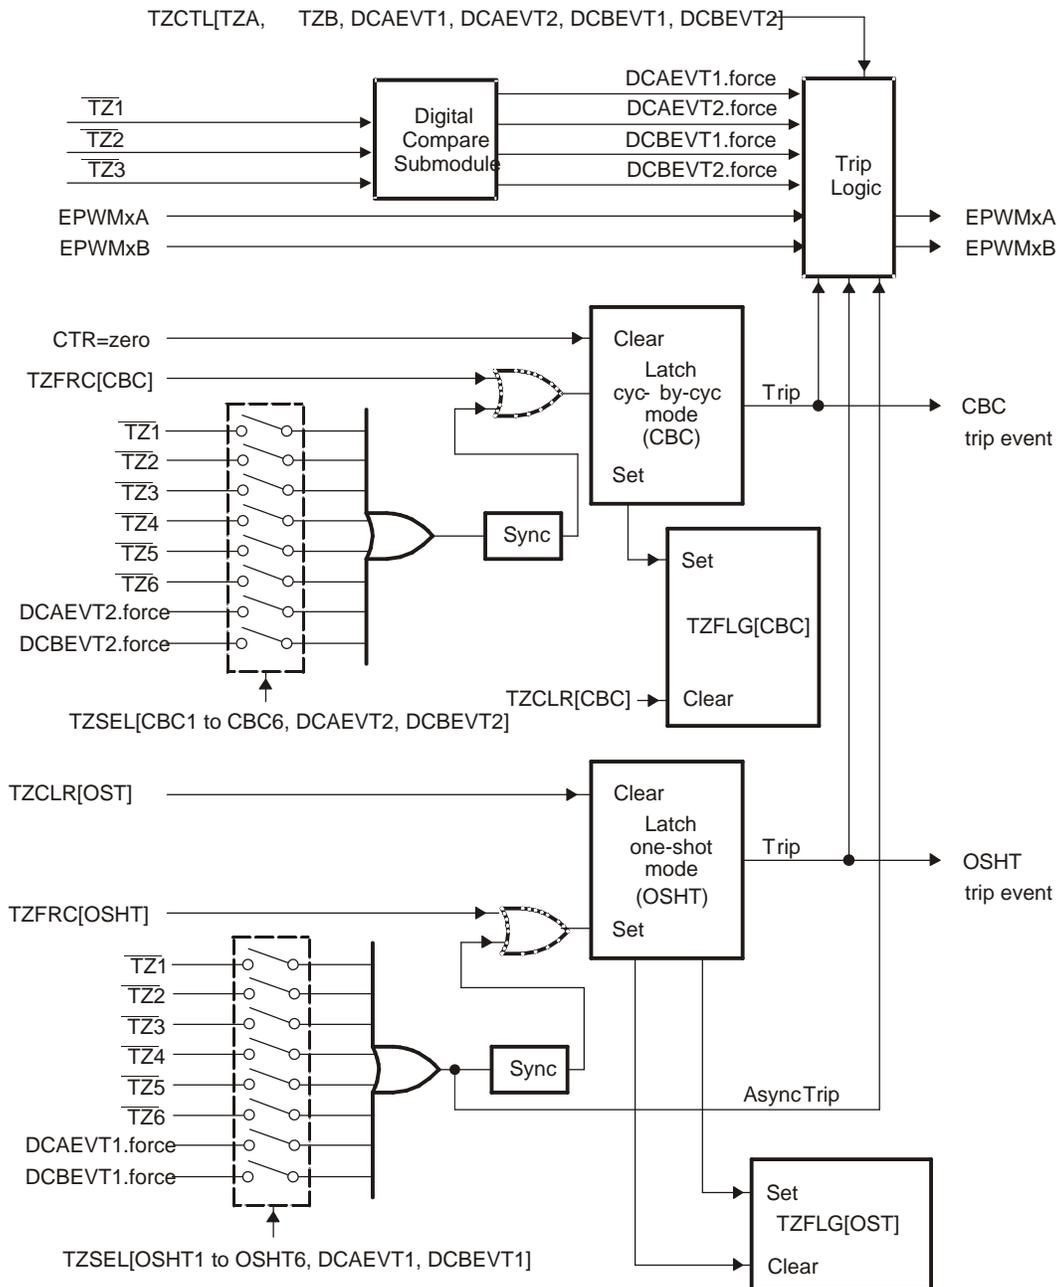 TZCTL[TZA, TZB, DCAEVT1, DCAEVT2, DCBEVT1, DCBEVT2]
DCAEVT1.force
DCAEVT2.force
DCBEVT1.force
DCBEVT2.force
TZ1
TZ2
TZ3
Digital
Compare
Submodule
Trip
Logic
EPWMxA
EPWMxB
EPWMxA
EPWMxB
CTR=zero
TZFRC[CBC]
Clear
Latch
cyc- by-cyc
mode
(CBC)
Set
Trip
CBC
trip event
TZ1
TZ2
TZ3
TZ4
TZ5
TZ6
DCAEVT2.force
DCBEVT2.force
Sync
Set
TZFLG[CBC]
TZCLR[CBC]
Clear
TZSEL[CBC1 to CBC6, DCAEVT2, DCBEVT2]
TZCLR[OST]
Clear
Latch
one-shot
mode
(OSHT)
Set
Trip
OSHT
trip event
TZFRC[OSHT]
TZ1
TZ2
TZ3
TZ4
TZ5
TZ6
DCAEVT1.force
DCBEVT1.force
Sync
Async Trip
Set
TZFLG[OST]
Clear
TZSEL[OSHT1 to OSHT6, DCAEVT1, DCBEVT1]